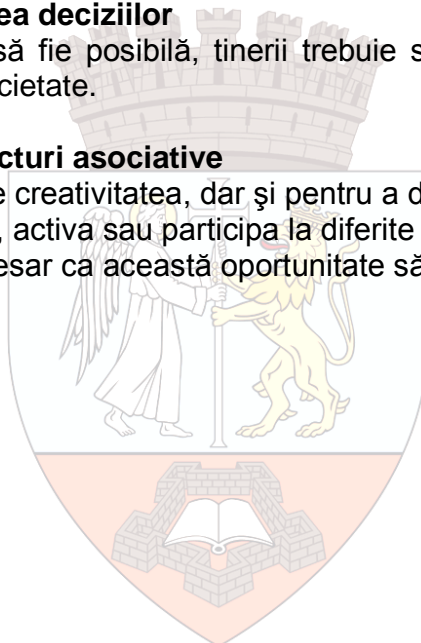 ea deciziilor
să fie posibilă, tinerii trebuie s
cietate.
cturi asociative
e creativitatea, dar şi pentru a d
, activa sau participa la diferite
esar ca această oportunitate să